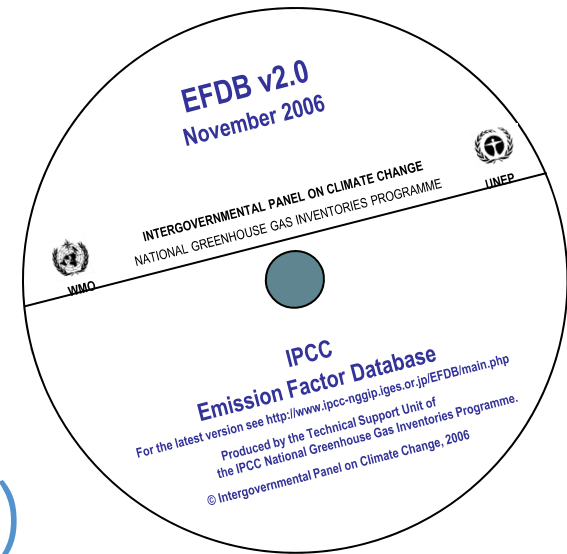 EFDB v2.0
November 2006
INTERGOVERNMENTAL PANEL ON CLIMATE CHANGE
NATIONAL GREENHOUSE GAS INVENTORIES PROGRAMME
UNEP
WMO
IPCC
Emission Factor Database
For the latest version see http://www.ipcc-nggip.iges.or.jp/EFDB/main.php
Produced by the Technical Support Unit of
the IPCC National Greenhouse Gas Inventories Programme.
© Intergovernmental Panel on Climate Change, 2006
)